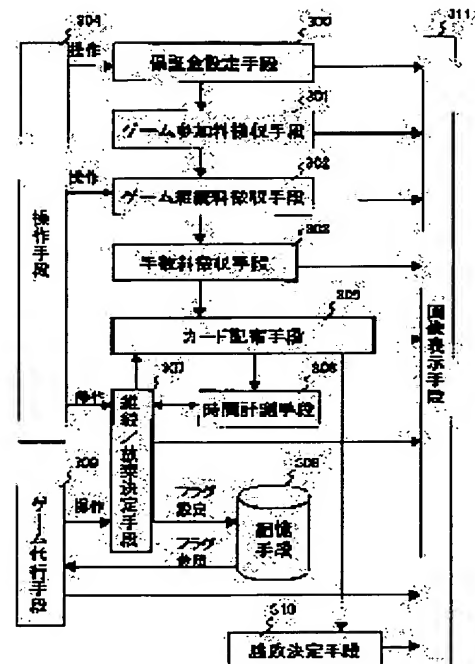 304
311
操作
300
保証金設定手段
301
ゲーム参加料徴収手段
302
操作
ゲーム継続料徴収手段
操作手段
手数料徴収手段
305
カード配布手段
画像表示手段
307
操作
時間計測手段
継続/放棄決定手段
309
操作
フラグ設定
308
記憶手段
フラグ参照
ゲーム代行手段
310
勝敗決定手段